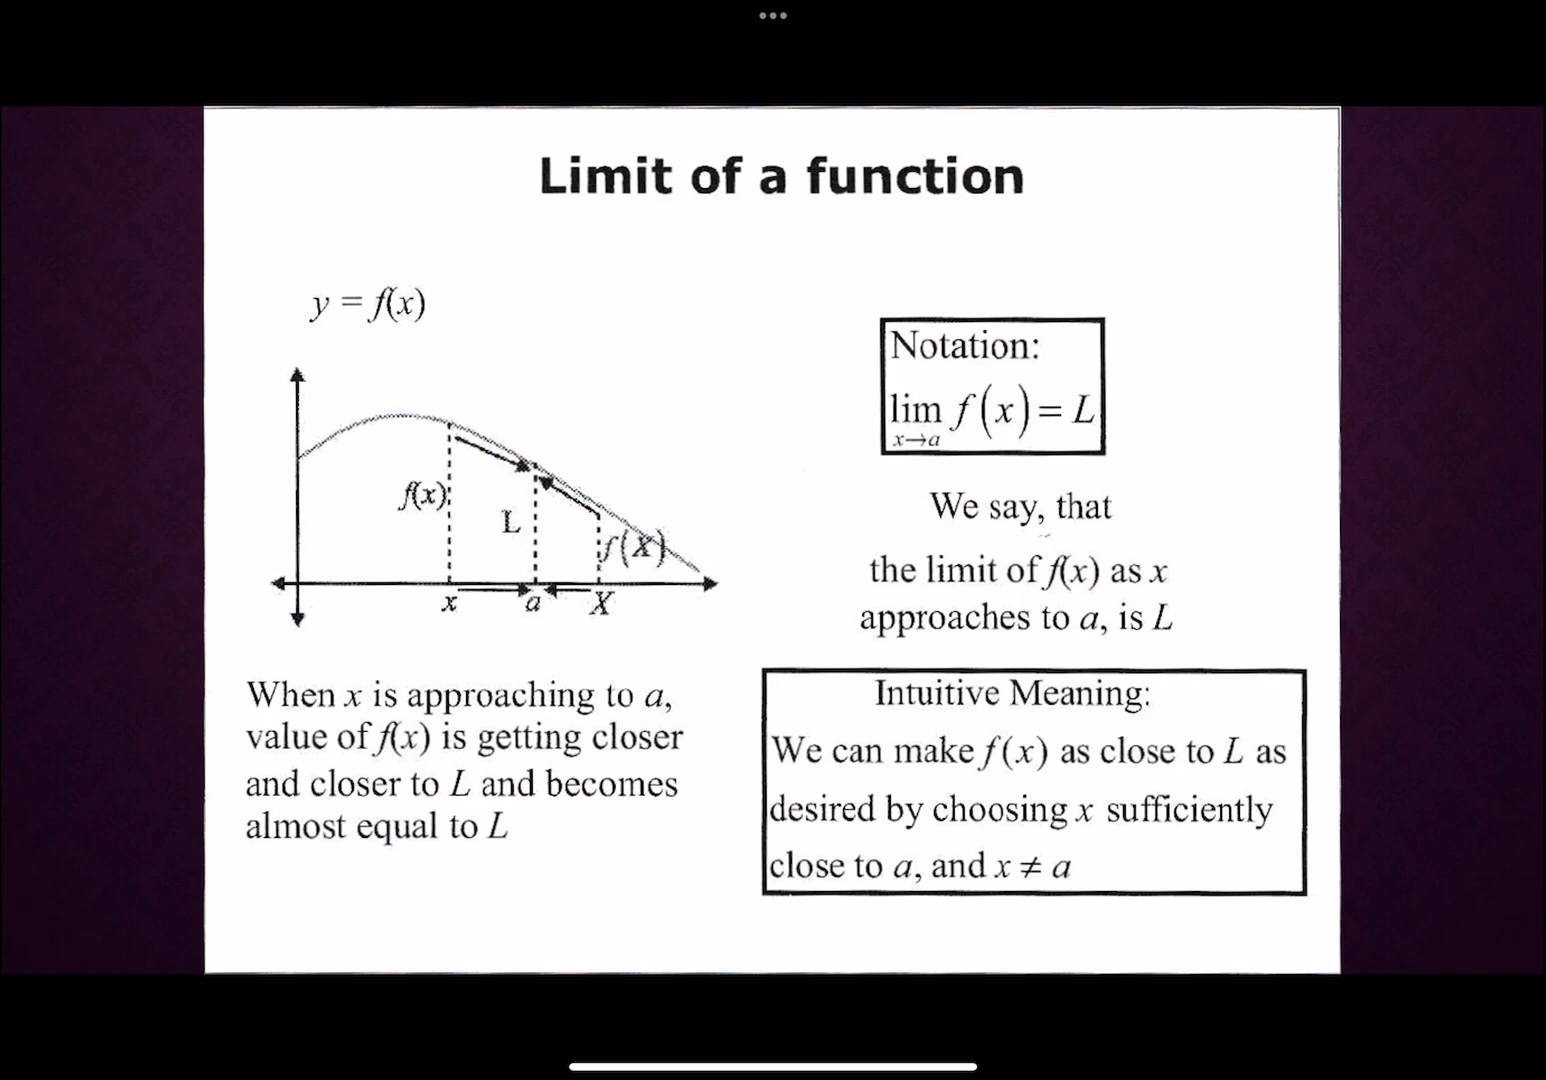 Limit of a function
y = f(x)
f(x)
L
f(x)
x
a
X
When x is approaching to a,
value of f(x) is getting closer
and closer to L and becomes
almost equal to L
Notation:
lim f(x) = L
x→a
We say, that
the limit of f(x) as x
approaches to a, is L
Intuitive Meaning:
We can make f(x) as close to L as
desired by choosing x sufficiently
close to a, and x ≠ a